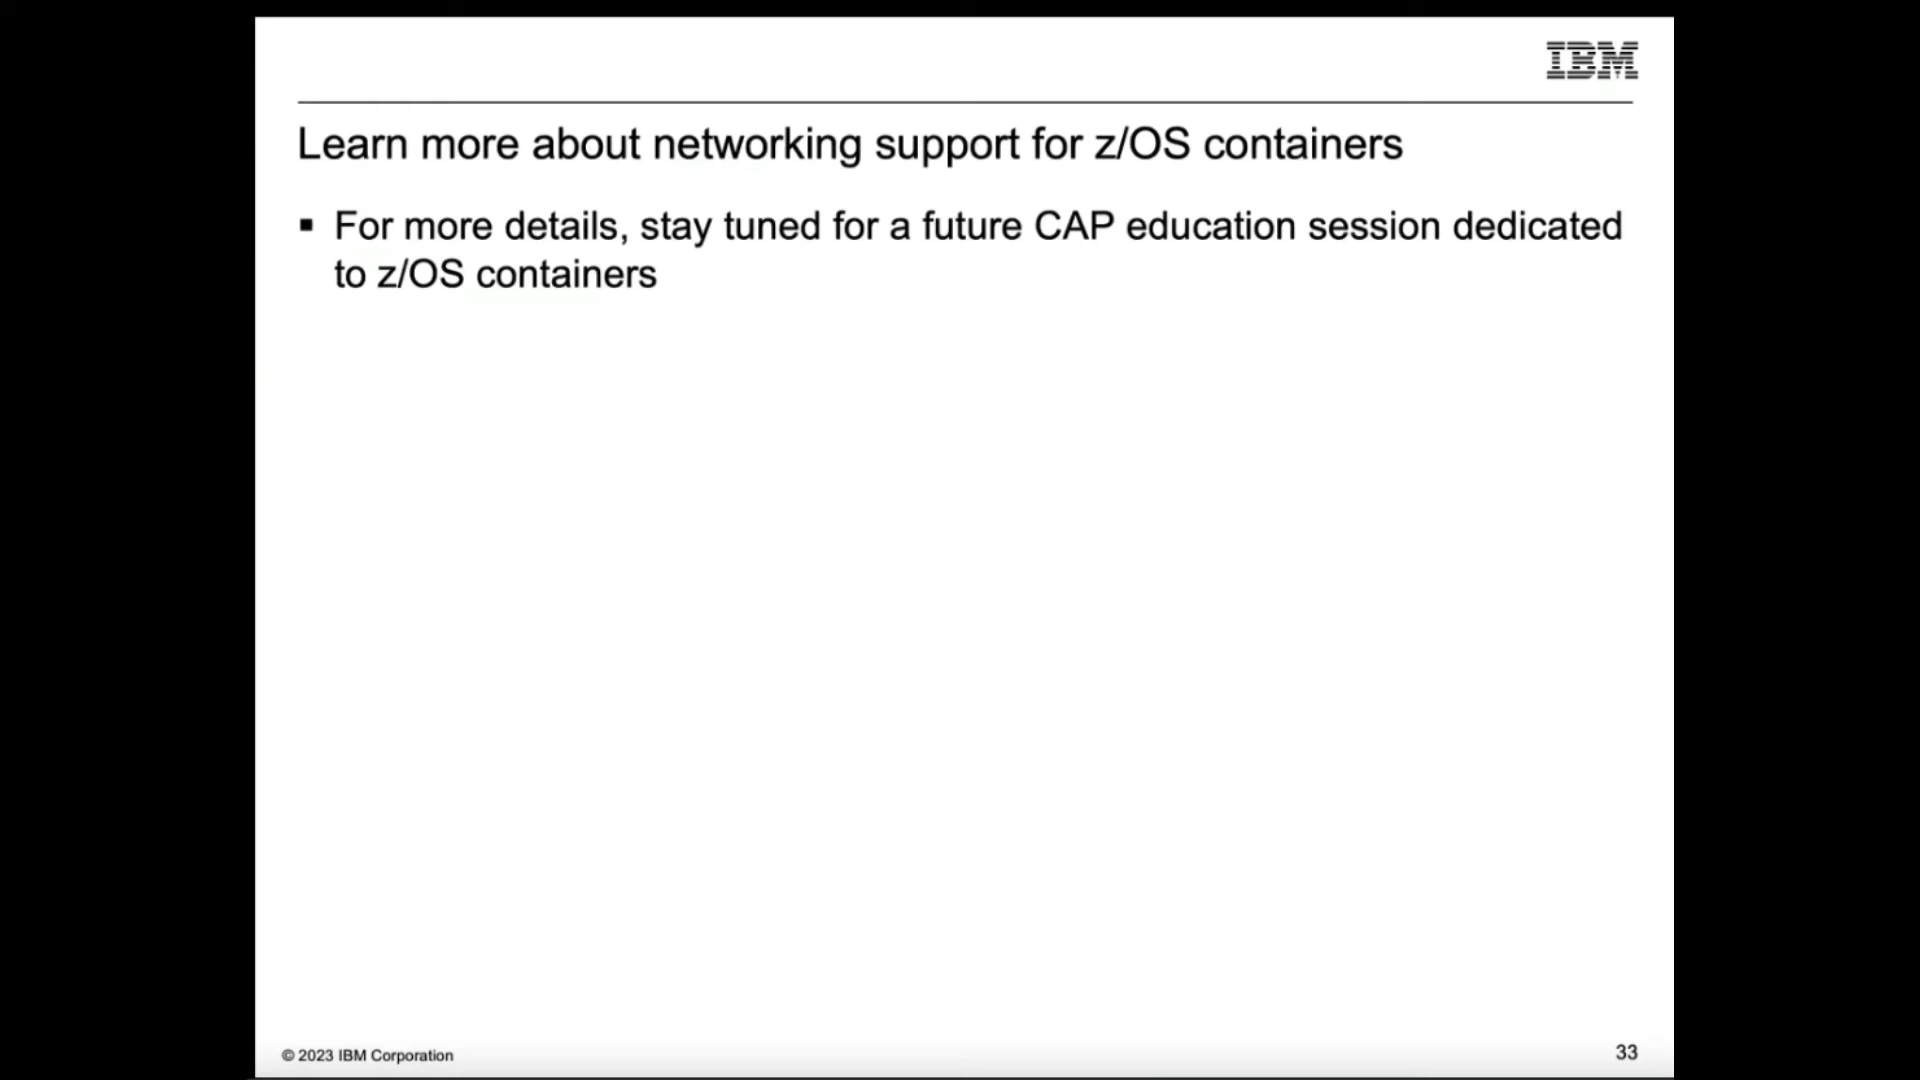 IBM
Learn more about networking support for z/OS containers
▪ For more details, stay tuned for a future CAP education session dedicated
to z/OS containers
© 2023 IBM Corporation
33